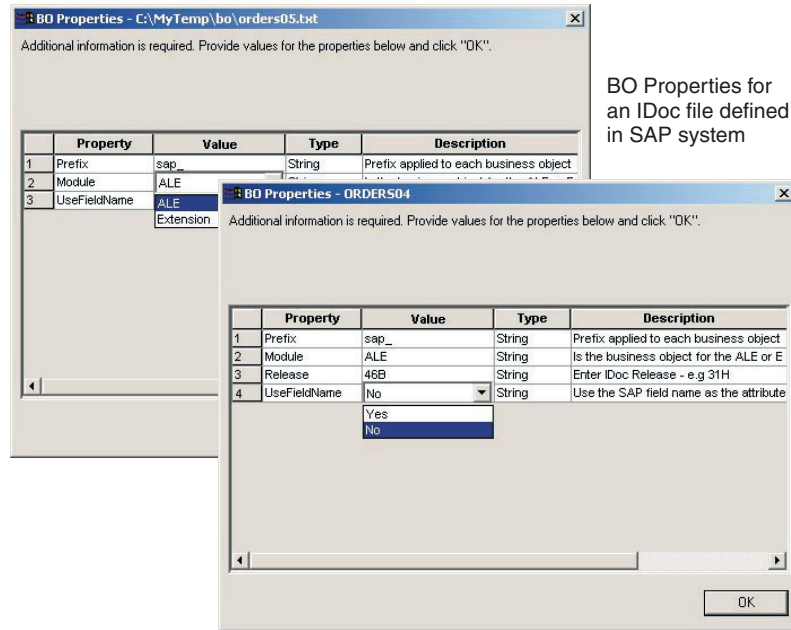 BO Properties - C:\MyTemp\bo\orders05.txt
Additional information is required. Provide values for the properties below and click "OK".
Property Value Type Description
1 Prefix sap_ String Prefix applied to each business object
2 Module ALE
3 UseFieldName ALE
Extension
BO Properties for
an IDoc file defined
in SAP system
BO Properties - ORDERS04
Additional information is required. Provide values for the properties below and click "OK".
Property Value Type Description
1 Prefix sap_ String Prefix applied to each business object
2 Module ALE String Is the business object for the ALE or E
3 Release 46B String Enter IDoc Release - e.g 31H
4 UseFieldName No String Use the SAP field name as the attribute
Yes
No
OK